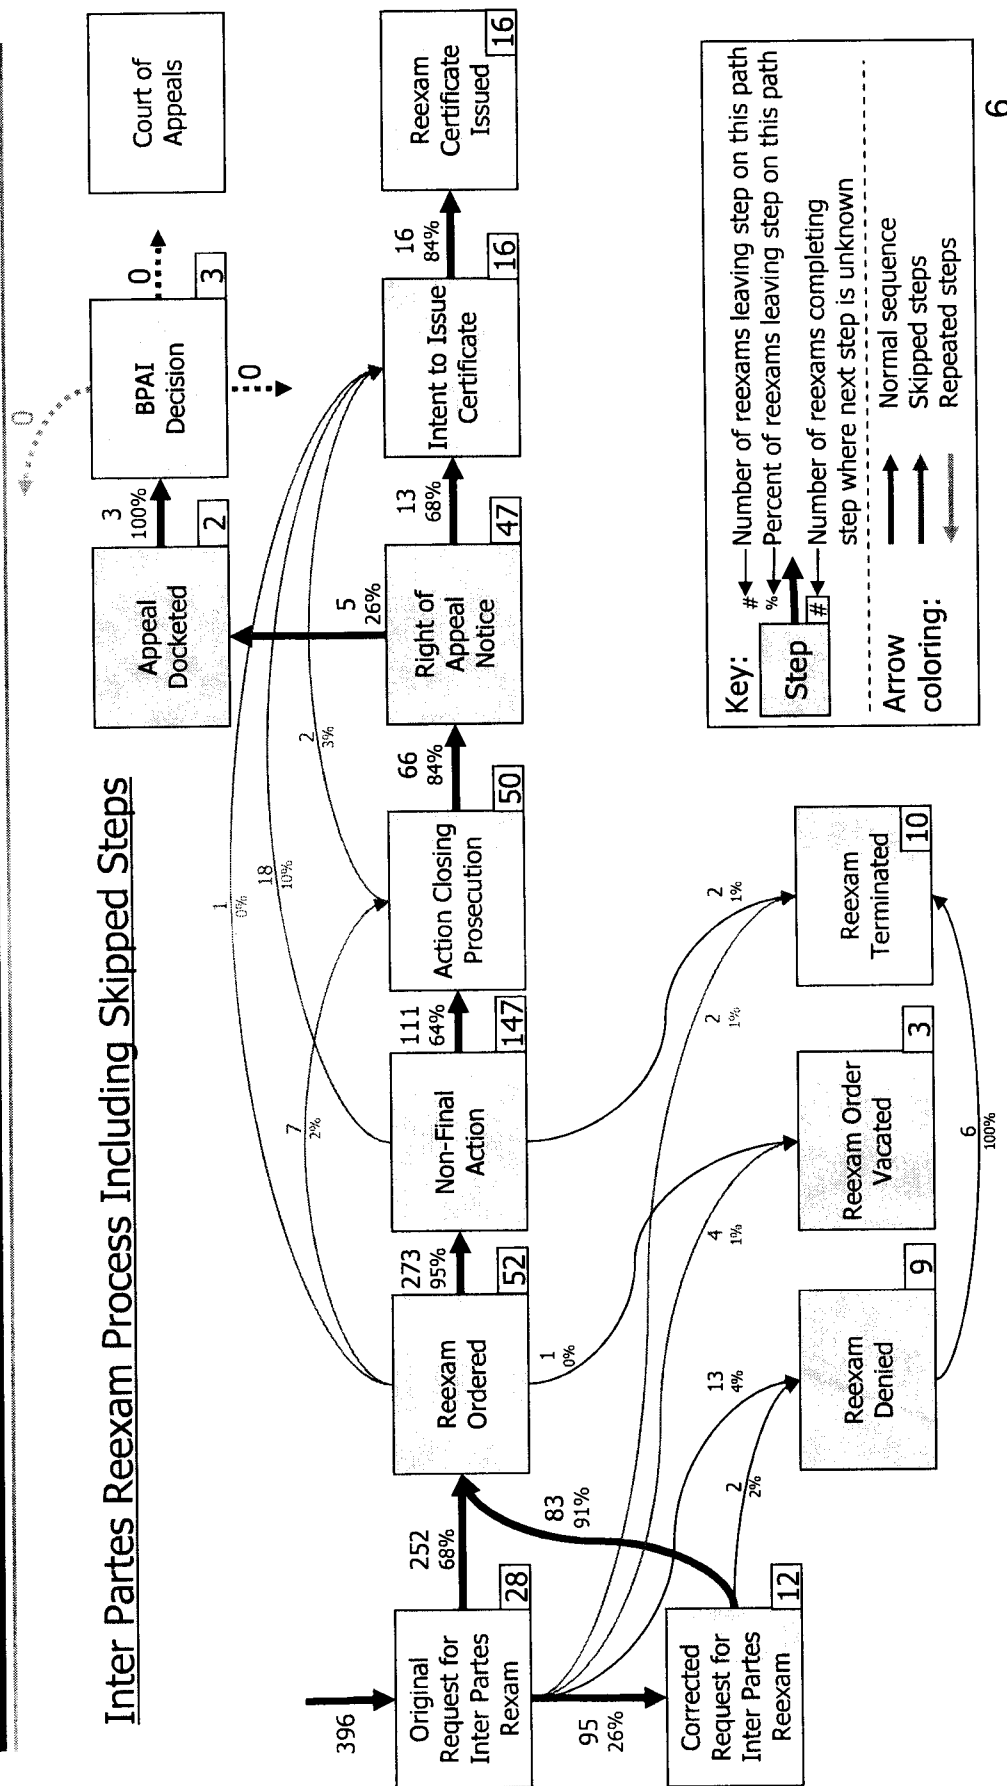 Inter Partes Reexam Process Including Skipped Steps
396
Original
Request for
Inter Partes
Rexam
28
252
68%
95
26%
Corrected
Request for
Inter Partes
Reexam
12
83
91%
2
2%
13
4%
4
1%
2
1%
Reexam
Ordered
52
273
95%
1
0%
7
2%
1
0%
Non-Final
Action
147
111
64%
18
10%
2
1%
Action Closing
Prosecution
50
66
84%
2
3%
Right of
Appeal
Notice
47
5
26%
13
68%
Appeal
Docketed
2
3
100%
BPAI
Decision
3
0
0
0
Court of
Appeals
Intent to Issue
Certificate
16
16
84%
Reexam
Certificate
Issued
16
Reexam
Denied
9
6
100%
Reexam Order
Vacated
3
Reexam
Terminated
10
Key:
Step
#
Number of reexams leaving step on this path
%
Percent of reexams leaving step on this path
#
Number of reexams completing
step where next step is unknown
Arrow
coloring:
Normal sequence
Skipped steps
Repeated steps
6